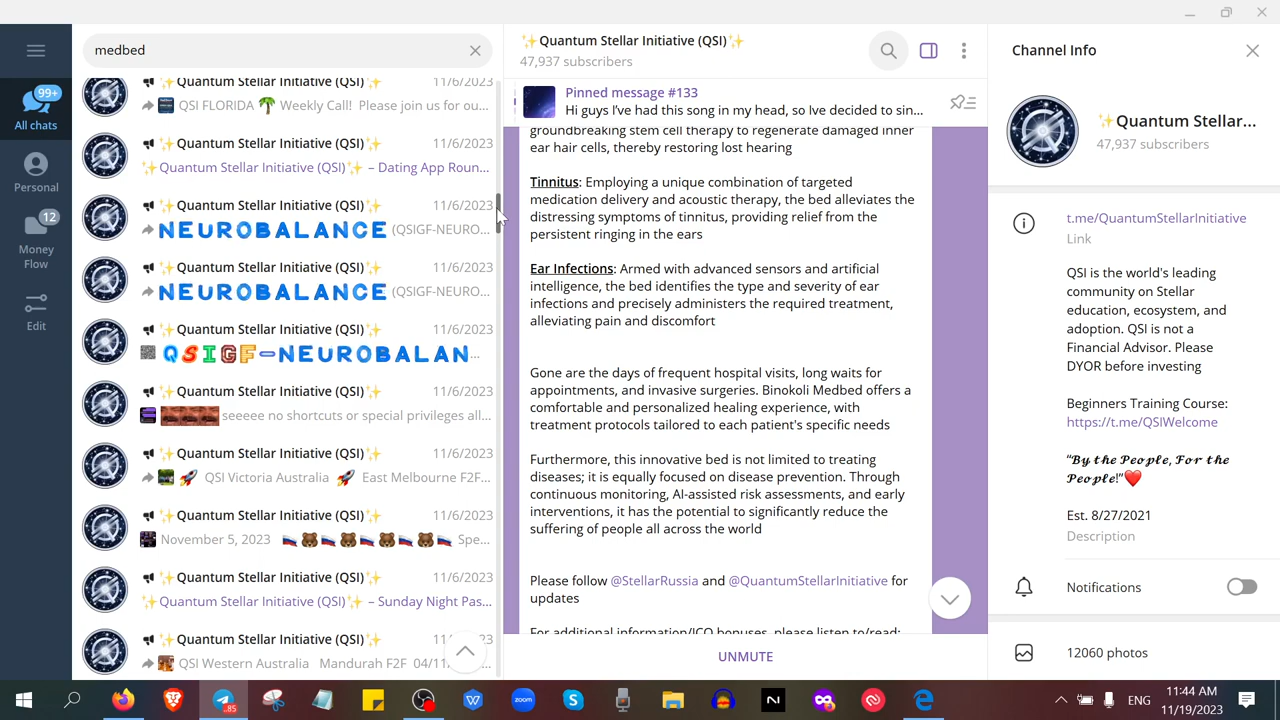 medbed
99+
All chats
Personal
12
Money
Flow
Edit
✨Quantum Stellar Initiative (QSI)✨ 11/6/2023
QSI FLORIDA 🌴 Weekly Call! Please join us for ou...
✨Quantum Stellar Initiative (QSI)✨ 11/6/2023
✨Quantum Stellar Initiative (QSI)✨ – Dating App Roun...
✨Quantum Stellar Initiative (QSI)✨ 11/6/2023
NEUROBALANCE (QSIGF-NEURO...
✨Quantum Stellar Initiative (QSI)✨ 11/6/2023
NEUROBALANCE (QSIGF-NEURO...
✨Quantum Stellar Initiative (QSI)✨ 11/6/2023
QSIGF-NEUROBALAN...
✨Quantum Stellar Initiative (QSI)✨ 11/6/2023
seeeee no shortcuts or special privileges all...
✨Quantum Stellar Initiative (QSI)✨ 11/6/2023
🚀 QSI Victoria Australia 🚀 East Melbourne F2F...
✨Quantum Stellar Initiative (QSI)✨ 11/6/2023
November 5, 2023 🇷🇺🐻🇷🇺🐻🇷🇺🐻🇷🇺🐻🇷🇺 Spe...
✨Quantum Stellar Initiative (QSI)✨ 11/6/2023
✨Quantum Stellar Initiative (QSI)✨ – Sunday Night Pas...
✨Quantum Stellar Initiative (QSI)✨
QSI Western Australia Mandurah F2F 04/11/...23
✨Quantum Stellar Initiative (QSI)✨
47,937 subscribers
Pinned message #133
Hi guys I've had this song in my head, so Ive decided to sin...
groundbreaking stem cell therapy to regenerate damaged inner
ear hair cells, thereby restoring lost hearing
Tinnitus: Employing a unique combination of targeted
medication delivery and acoustic therapy, the bed alleviates the
distressing symptoms of tinnitus, providing relief from the
persistent ringing in the ears
Ear Infections: Armed with advanced sensors and artificial
intelligence, the bed identifies the type and severity of ear
infections and precisely administers the required treatment,
alleviating pain and discomfort
Gone are the days of frequent hospital visits, long waits for
appointments, and invasive surgeries. Binokoli Medbed offers a
comfortable and personalized healing experience, with
treatment protocols tailored to each patient's specific needs
Furthermore, this innovative bed is not limited to treating
diseases; it is equally focused on disease prevention. Through
continuous monitoring, AI-assisted risk assessments, and early
interventions, it has the potential to significantly reduce the
suffering of people all across the world
Please follow @StellarRussia and @QuantumStellarInitiative for
updates
For additional information/ICO bonuses, please listen to/read:
UNMUTE
Channel Info
✨Quantum Stellar...
47,937 subscribers
t.me/QuantumStellarInitiative
Link
QSI is the world's leading
community on Stellar
education, ecosystem, and
adoption. QSI is not a
Financial Advisor. Please
DYOR before investing
Beginners Training Course:
https://t.me/QSIWelcome
"𝓑𝔂 𝓽𝓱𝓮 𝓟𝓮𝓸𝓹𝓵𝓮, 𝓕𝓸𝓻 𝓽𝓱𝓮
𝓟𝓮𝓸𝓹𝓵𝓮!"❤️
Est. 8/27/2021
Description
Notifications
12060 photos
85
W
zoom
S
N
ENG
11:44 AM
11/19/2023